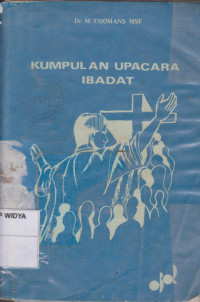 Dr. M. COOMANS MSF
KUMPULAN UPACARA
IBADAT
P WIDYA